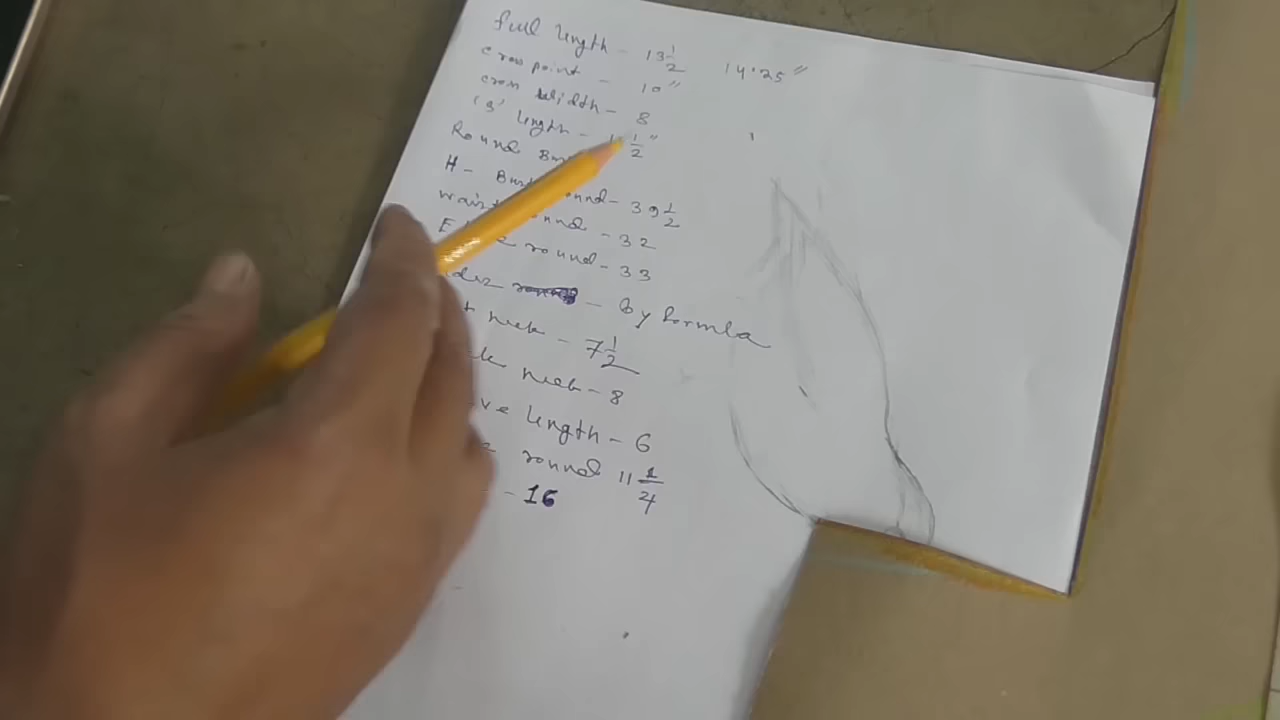 full length - 13 1/2 14.25"
cross point - 10"
cross width - 8
'g' length - 1/2"
Round
H- round - 39 1/2
waist round - 32
round - 33
- by formla
neck - 7 1/2
neck - 8
length - 6
round 11 1/4
- 16